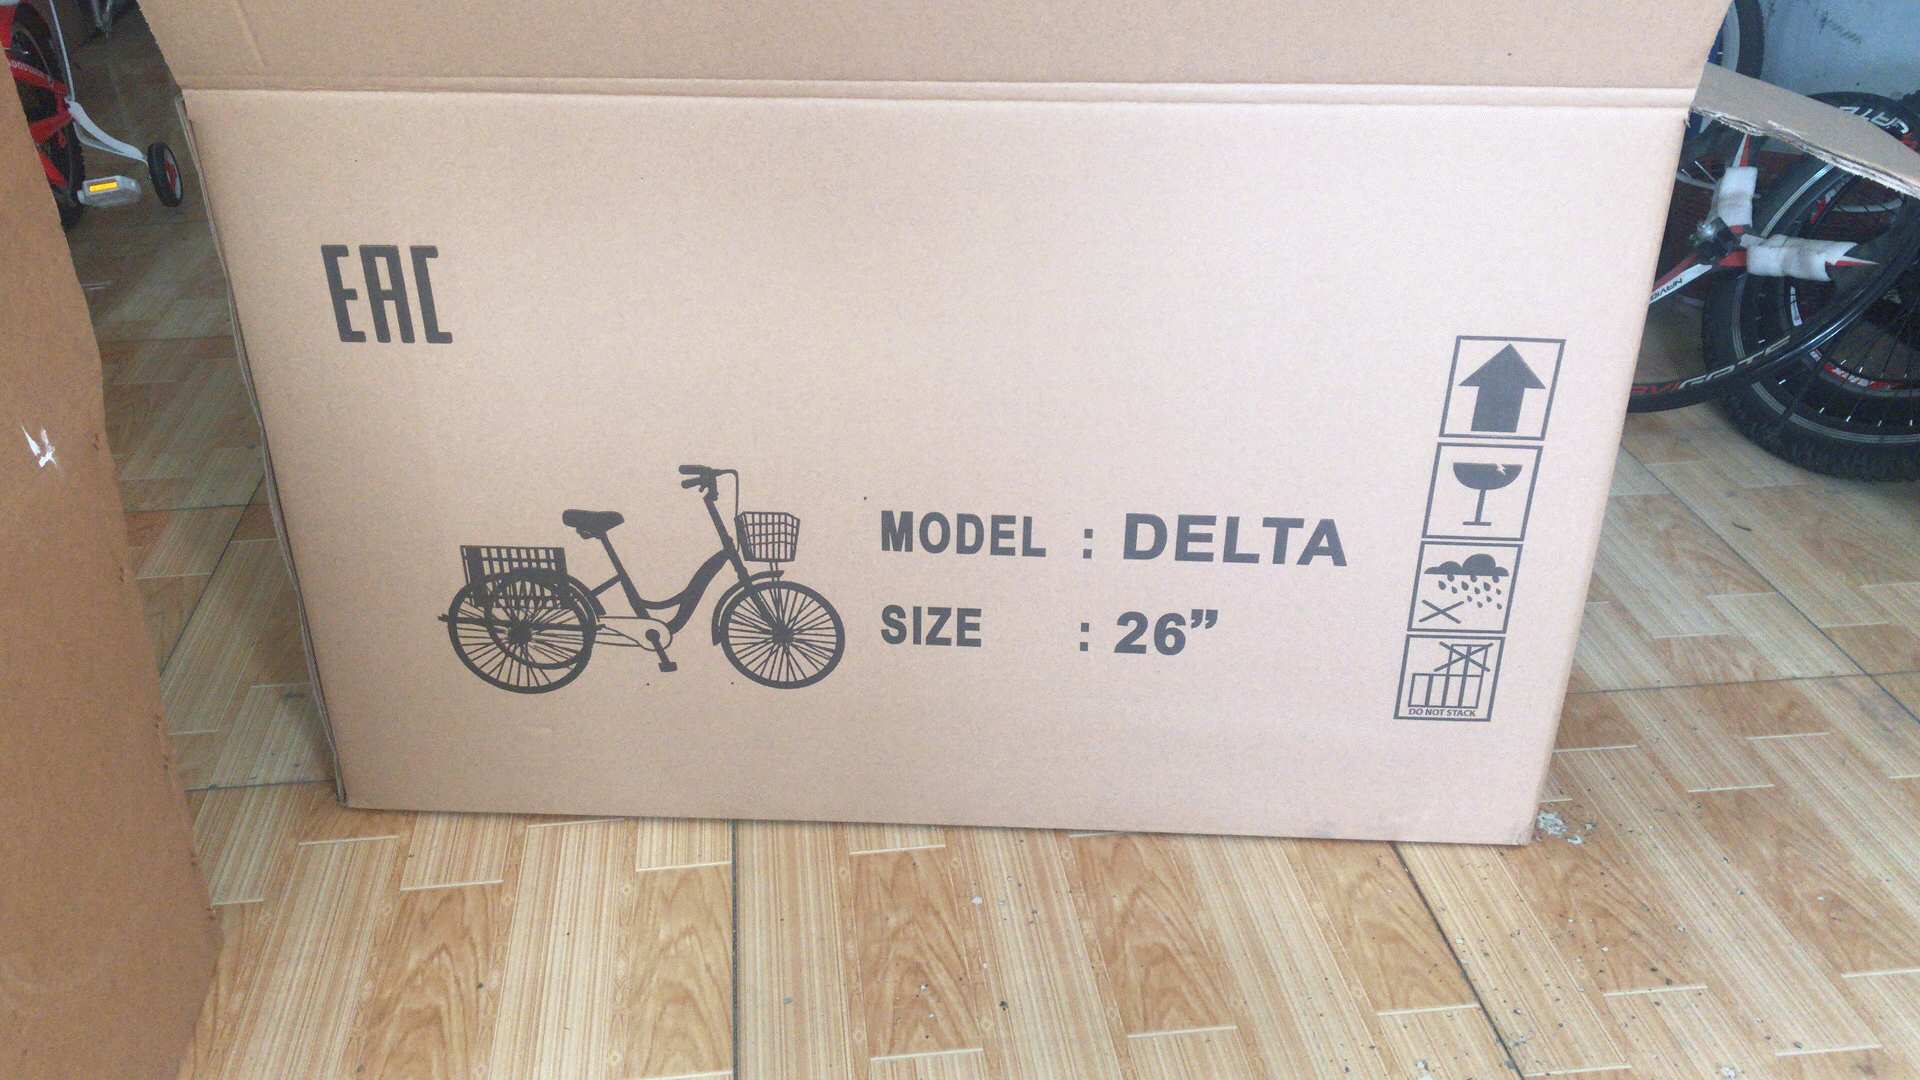 EAC
MODEL : DELTA
SIZE : 26”
DO NOT STACK